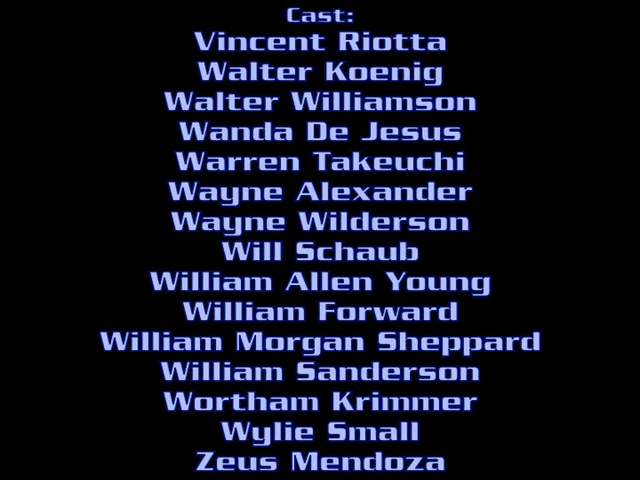 Cast:
Vincent Riotta
Walter Koenig
Walter Williamson
Wanda De Jesus
Warren Takeuchi
Wayne Alexander
Wayne Wilderson
Will Schaub
William Allen Young
William Forward
William Morgan Sheppard
William Sanderson
Wortham Krimmer
Wylie Small
Zeus Mendoza